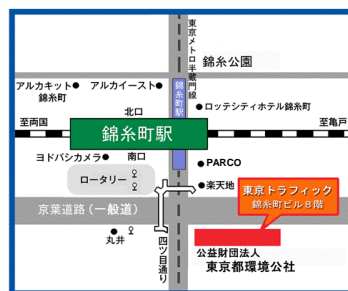 東京メトロ半蔵門線
錦糸公園
アルカキット
錦糸町
アルカイースト
錦糸町駅
北口
ロッテシティホテル錦糸町
至両国
錦糸町駅
至亀戸
ヨドバシカメラ
南口
PARCO
ロータリー
楽天地
東京トラフィック
錦糸町ビル8階
京葉道路(一般道)
丸井
四ツ目通り
公益財団法人
東京都環境公社